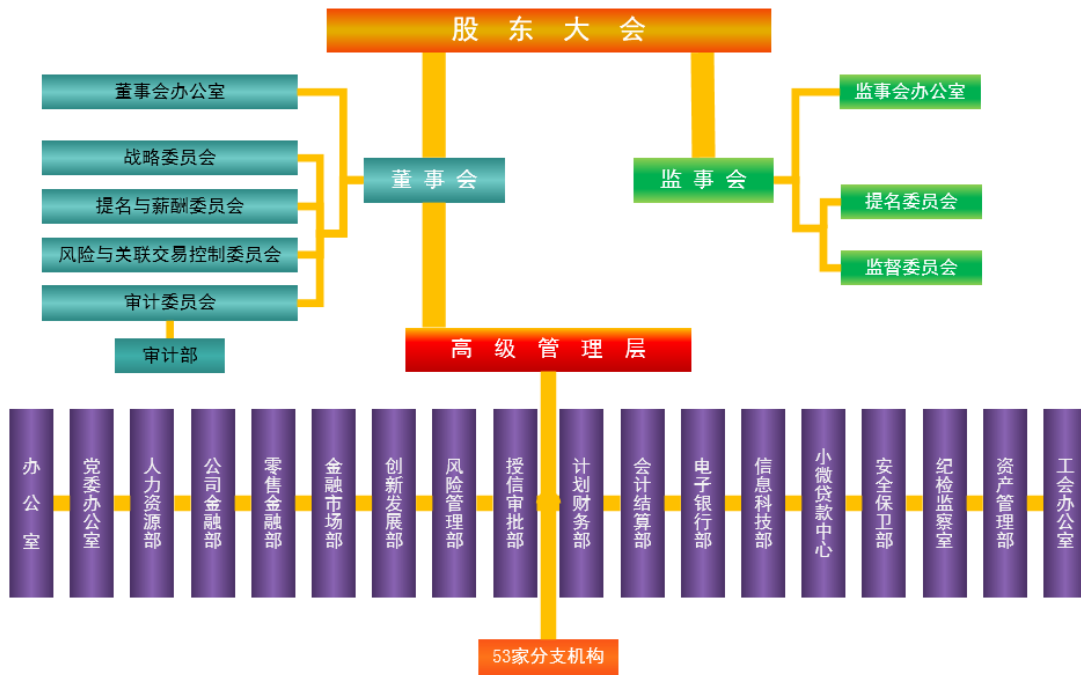 股东大会
董事会办公室
监事会办公室
战略委员会
董事会
监事会
提名与薪酬委员会
提名委员会
风险与关联交易控制委员会
监督委员会
审计委员会
审计部
高级管理层
办公室
党委办公室
人力资源部
公司金融部
零售金融部
金融市场部
创新发展部
风险管理部
授信审批部
计划财务部
会计结算部
电子银行部
信息科技部
小微贷款中心
安全保卫部
纪检监察室
资产管理部
工会办公室
53家分支机构